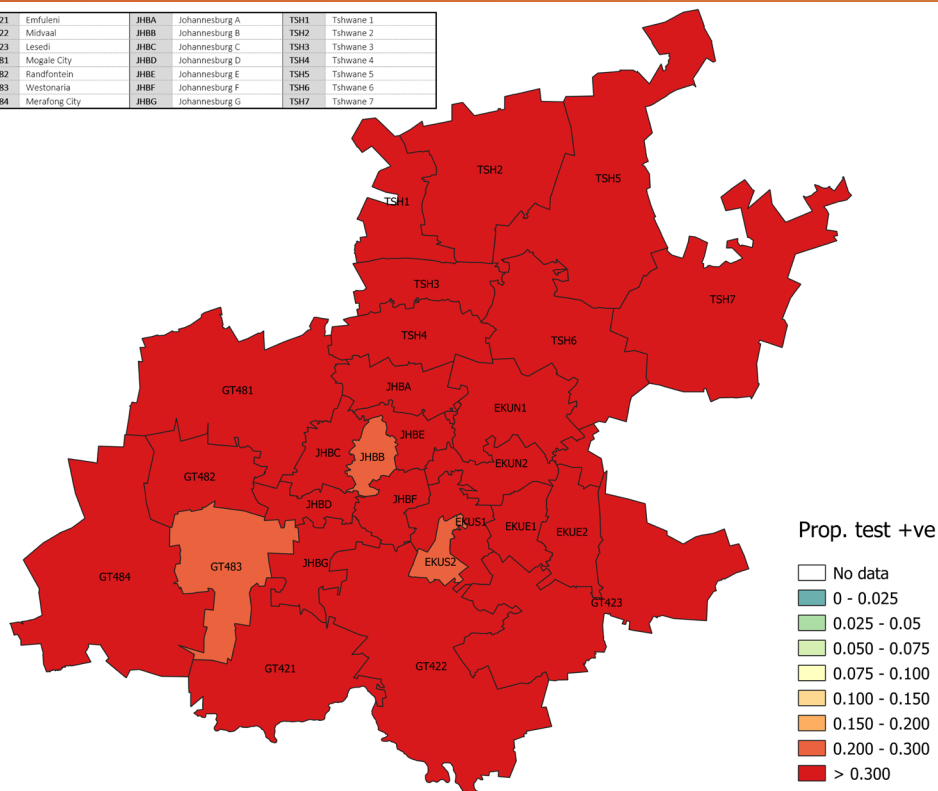 21 Emfuleni JHBA Johannesburg A TSH1 Tshwane 1
22 Midvaal JHBB Johannesburg B TSH2 Tshwane 2
23 Lesedi JHBC Johannesburg C TSH3 Tshwane 3
81 Mogale City JHBD Johannesburg D TSH4 Tshwane 4
82 Randfontein JHBE Johannesburg E TSH5 Tshwane 5
83 Westonaria JHBF Johannesburg F TSH6 Tshwane 6
84 Merafong City JHBG Johannesburg G TSH7 Tshwane 7
TSH2
TSH5
TSH1
TSH3
TSH7
TSH4
TSH6
JHBA
GT481
EKUN1
JHBE
JHBC
JHBB
EKUN2
GT482
JHBF
JHBD
EKUS1
EKUE1
EKUE2
EKUS2
JHBG
GT483
GT484
GT423
GT422
GT421
Prop. test +ve
No data
0 - 0.025
0.025 - 0.05
0.050 - 0.075
0.075 - 0.100
0.100 - 0.150
0.150 - 0.200
0.200 - 0.300
> 0.300